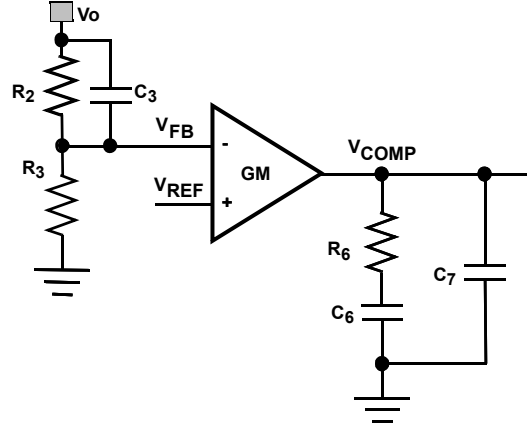 Vo
R2
C3
VFB
-
VCOMP
R3
GM
VREF
+
R6
C7
C6